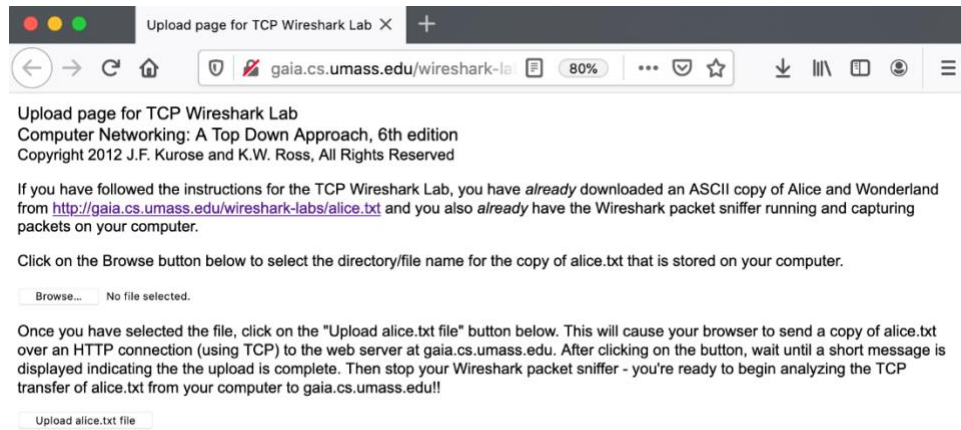 Upload page for TCP Wireshark Lab
gaia.cs.umass.edu/wireshark-la
80%
Upload page for TCP Wireshark Lab
Computer Networking: A Top Down Approach, 6th edition
Copyright 2012 J.F. Kurose and K.W. Ross, All Rights Reserved
If you have followed the instructions for the TCP Wireshark Lab, you have already downloaded an ASCII copy of Alice and Wonderland
from http://gaia.cs.umass.edu/wireshark-labs/alice.txt and you also already have the Wireshark packet sniffer running and capturing
packets on your computer.
Click on the Browse button below to select the directory/file name for the copy of alice.txt that is stored on your computer.
Browse... No file selected.
Once you have selected the file, click on the "Upload alice.txt file" button below. This will cause your browser to send a copy of alice.txt
over an HTTP connection (using TCP) to the web server at gaia.cs.umass.edu. After clicking on the button, wait until a short message is
displayed indicating the the upload is complete. Then stop your Wireshark packet sniffer - you're ready to begin analyzing the TCP
transfer of alice.txt from your computer to gaia.cs.umass.edu!!
Upload alice.txt file